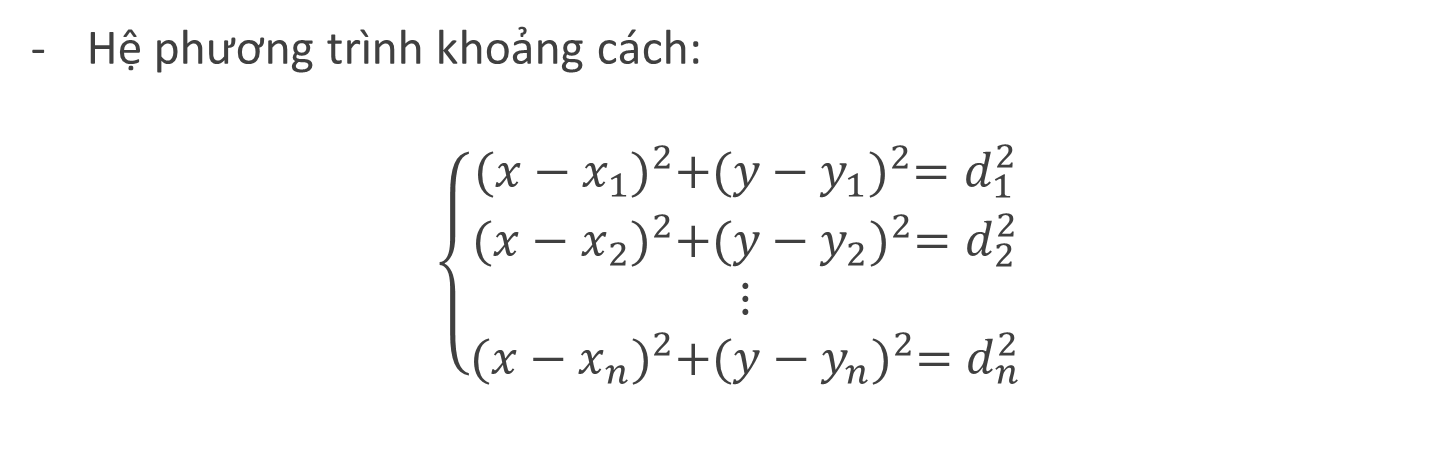 - Hệ phương trình khoảng cách:
(x − x₁)²+(y − y₁)²= d₁²
(x − x₂)²+(y − y₂)²= d₂²
⋮
(x − xₙ)²+(y − yₙ)²= dₙ²